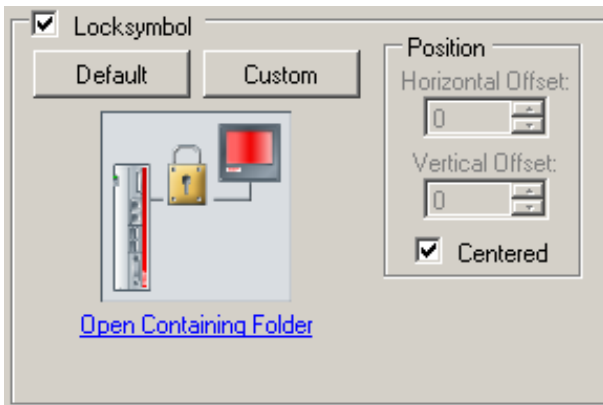 Locksymbol
Default
Custom
Position
Horizontal Offset:
0
Vertical Offset:
0
Centered
Open Containing Folder